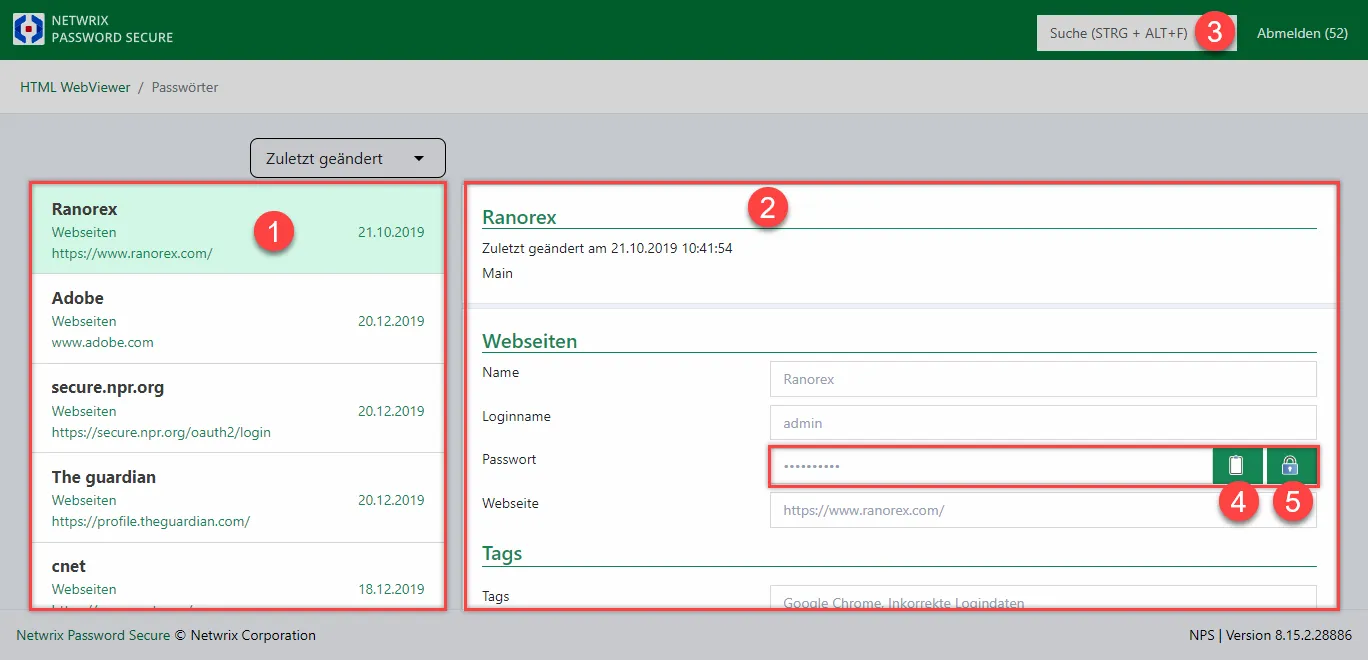 NETWRIX
PASSWORD SECURE
Suche (STRG + ALT+F)
3
Abmelden (52)
HTML WebViewer / Passwörter
Zuletzt geändert
Ranorex
Webseiten
21.10.2019
https://www.ranorex.com/
1
Adobe
Webseiten
20.12.2019
www.adobe.com
secure.npr.org
Webseiten
20.12.2019
https://secure.npr.org/oauth2/login
The guardian
Webseiten
20.12.2019
https://profile.theguardian.com/
cnet
Webseiten
18.12.2019
2
Ranorex
Zuletzt geändert am 21.10.2019 10:41:54
Main
Webseiten
Name
Ranorex
Loginname
admin
Passwort
••••••••••
4
5
Webseite
https://www.ranorex.com/
Tags
Tags
Google Chrome, Inkorrekte Logindaten
Netwrix Password Secure © Netwrix Corporation
NPS | Version 8.15.2.28886